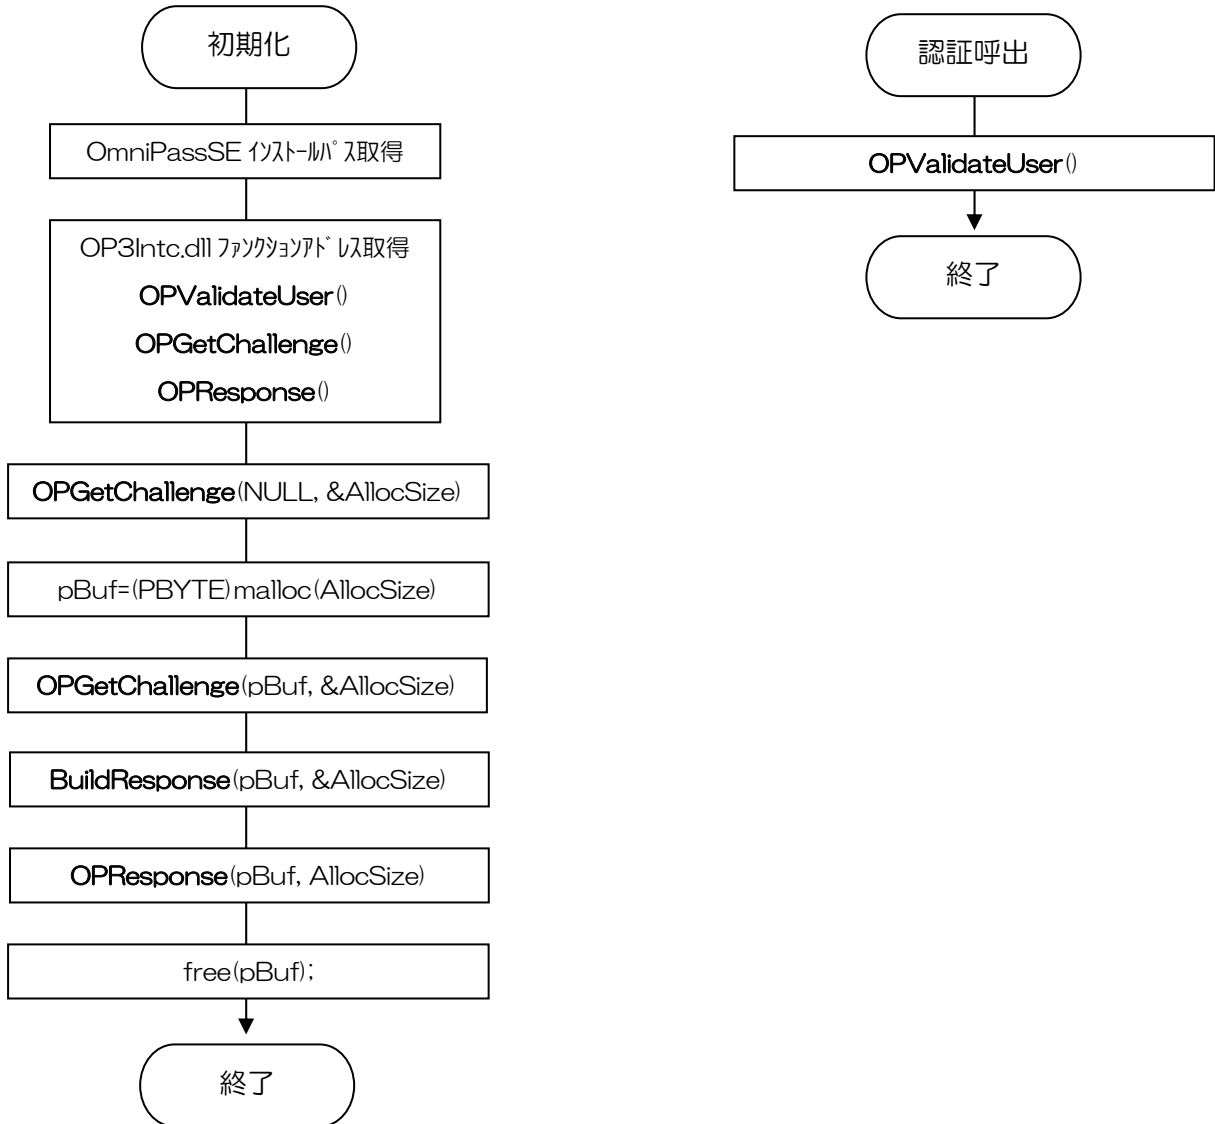 初期化
OmniPassSE ｲﾝｽﾄｰﾙﾊﾟｽ取得
OP3Intc.dll ﾌｧﾝｸｼｮﾝｱﾄﾞﾚｽ取得
OPValidateUser()
OPGetChallenge()
OPResponse()
OPGetChallenge(NULL, &AllocSize)
pBuf=(PBYTE)malloc(AllocSize)
OPGetChallenge(pBuf, &AllocSize)
BuildResponse(pBuf, &AllocSize)
OPResponse(pBuf, AllocSize)
free(pBuf);
終了
認証呼出
OPValidateUser()
終了